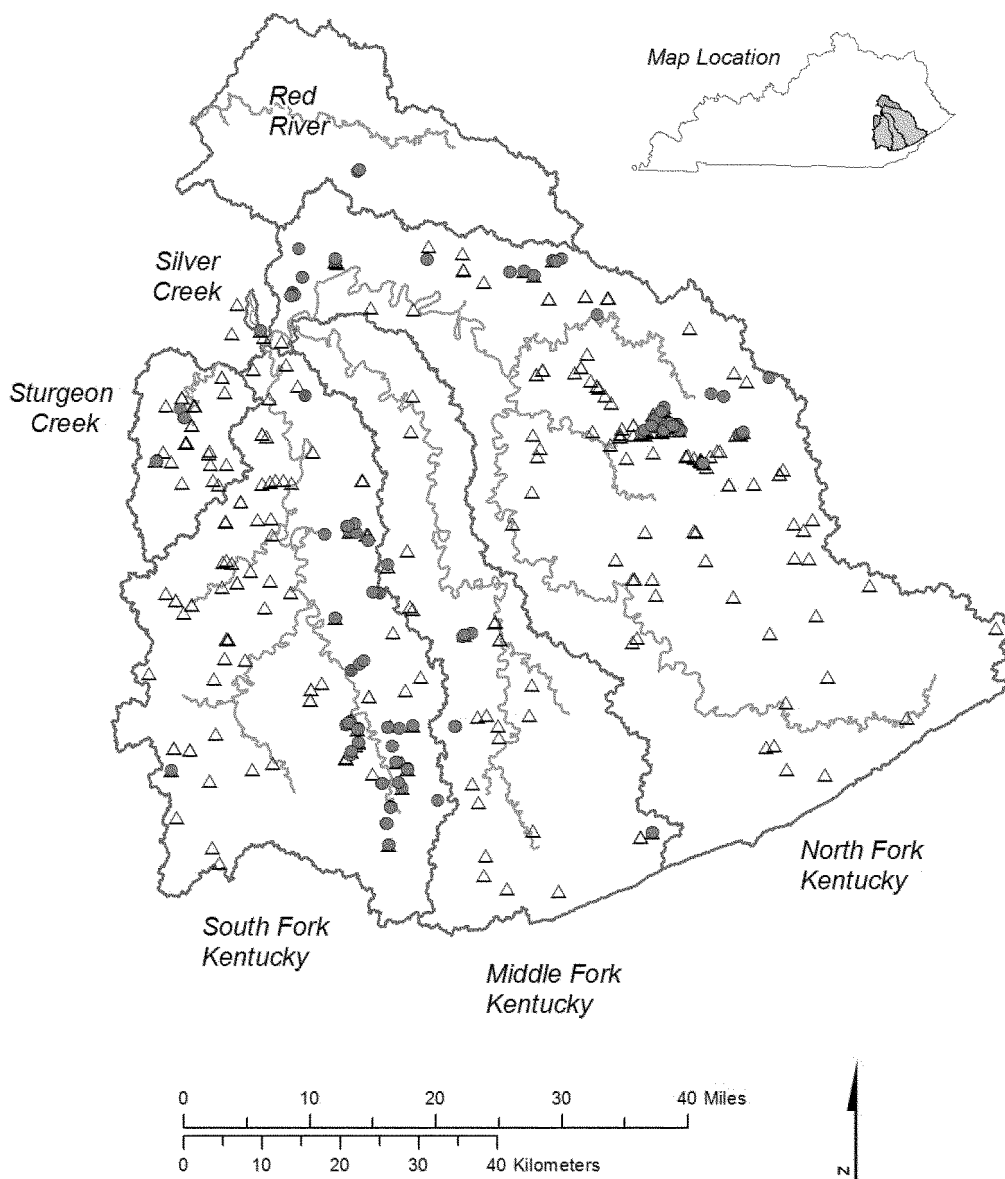 Map Location
Red
River
Silver
Creek
Sturgeon
Creek
North Fork
Kentucky
South Fork
Kentucky
Middle Fork
Kentucky
0 10 20 30 40 Miles
0 10 20 30 40 Kilometers
N